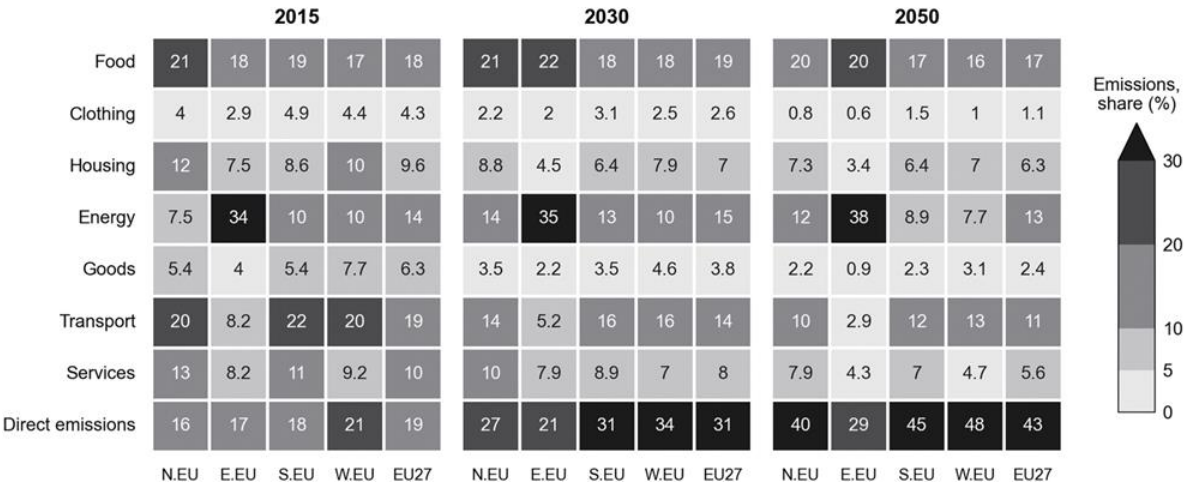 2015 2030 2050
Food 21 18 19 17 18 21 22 18 18 19 20 20 17 16 17
Clothing 4 2.9 4.9 4.4 4.3 2.2 2 3.1 2.5 2.6 0.8 0.6 1.5 1 1.1
Housing 12 7.5 8.6 10 9.6 8.8 4.5 6.4 7.9 7 7.3 3.4 6.4 7 6.3
Energy 7.5 34 10 10 14 14 35 13 10 15 12 38 8.9 7.7 13
Goods 5.4 4 5.4 7.7 6.3 3.5 2.2 3.5 4.6 3.8 2.2 0.9 2.3 3.1 2.4
Transport 20 8.2 22 20 19 14 5.2 16 16 14 10 2.9 12 13 11
Services 13 8.2 11 9.2 10 10 7.9 8.9 7 8 7.9 4.3 7 4.7 5.6
Direct emissions 16 17 18 21 19 27 21 31 34 31 40 29 45 48 43
N.EU E.EU S.EU W.EU EU27 N.EU E.EU S.EU W.EU EU27 N.EU E.EU S.EU W.EU EU27
Emissions,
share (%)
30
20
10
5
0